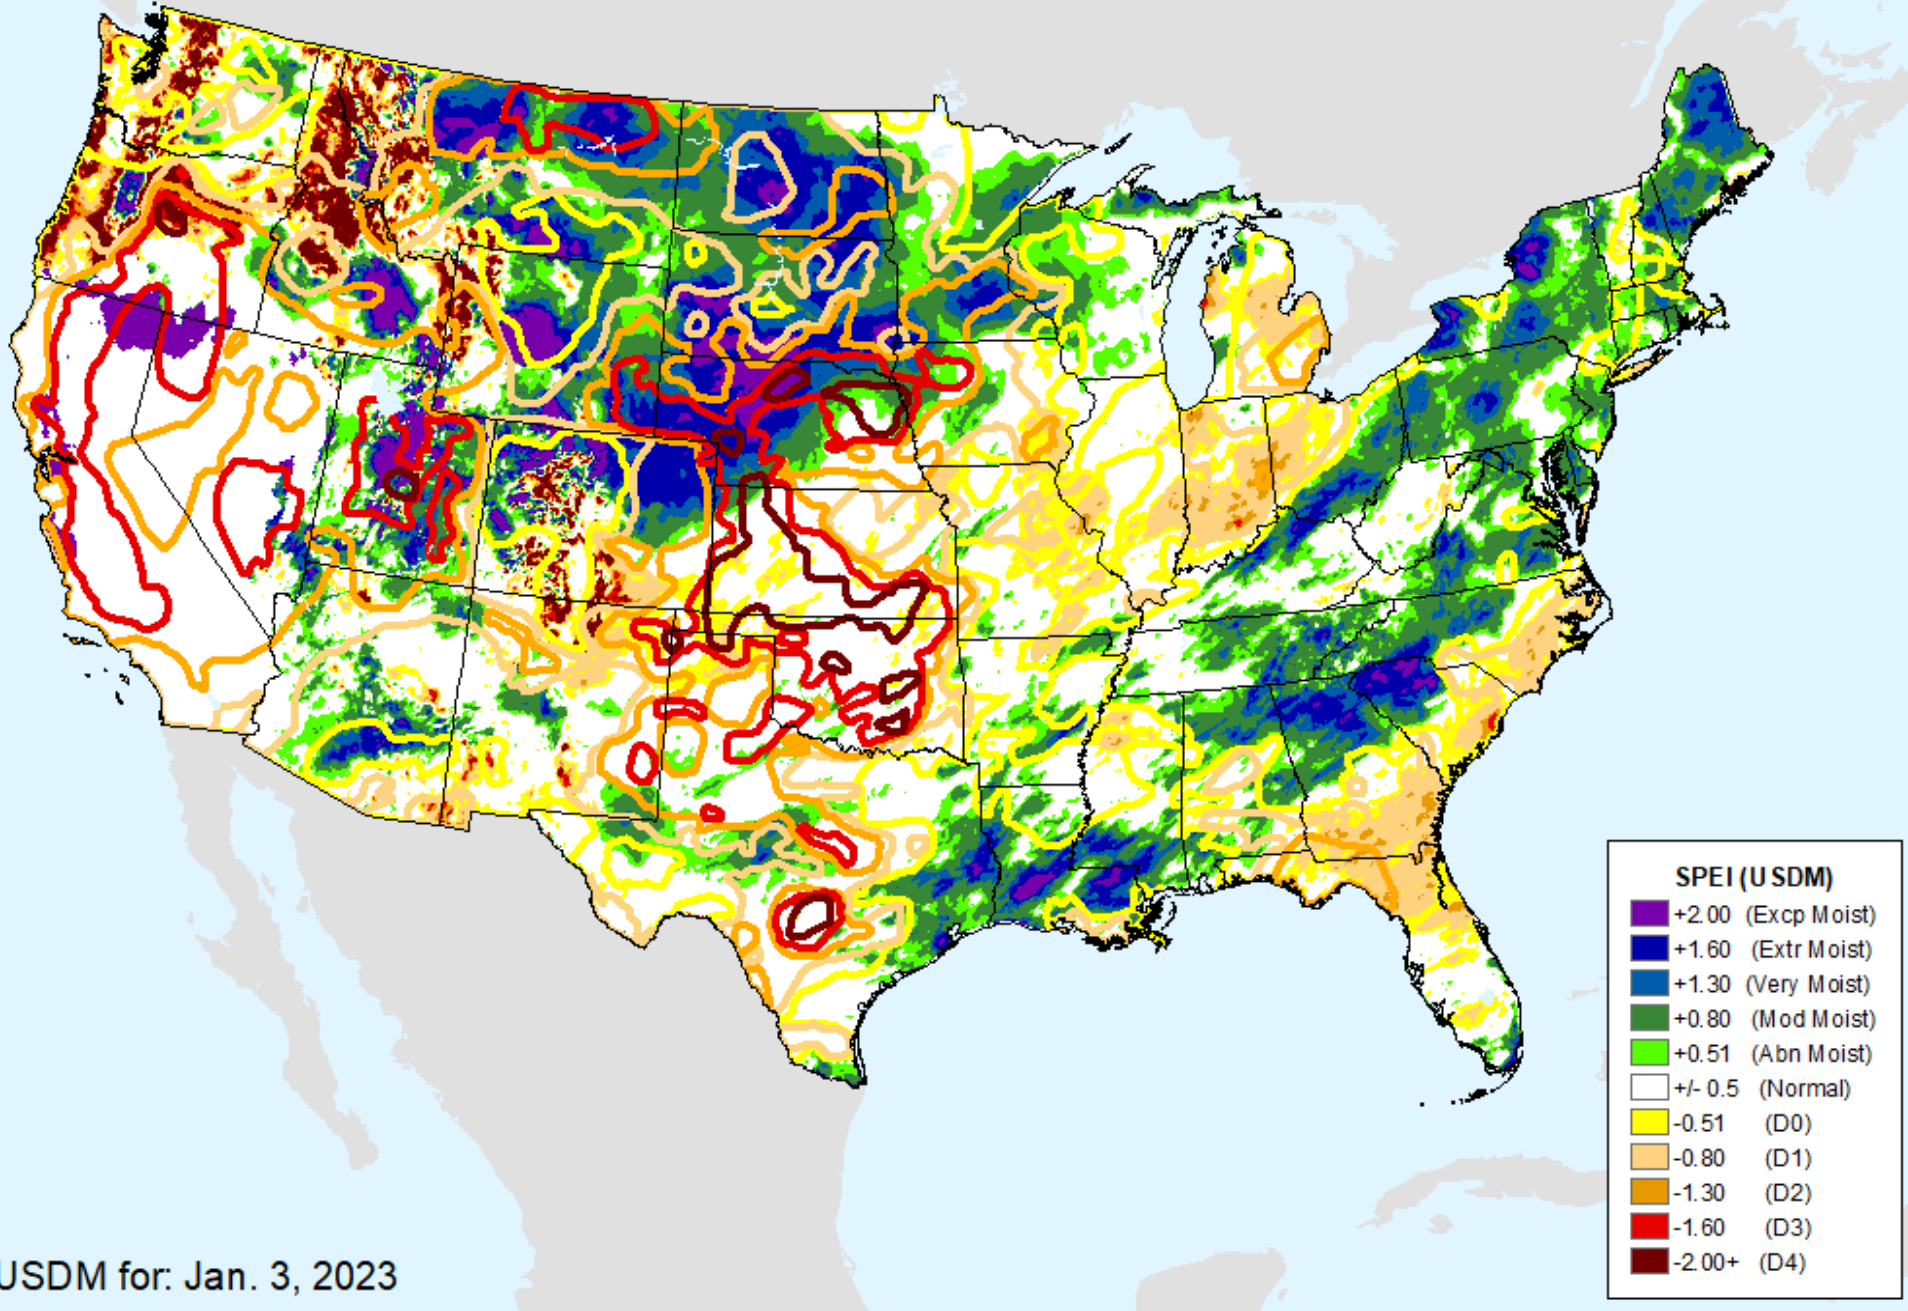 SPEI (USDM)
+2.00 (Excp Moist)
+1.60 (Extr Moist)
+1.30 (Very Moist)
+0.80 (Mod Moist)
+0.51 (Abn Moist)
+/- 0.5 (Normal)
-0.51 (D0)
-0.80 (D1)
-1.30 (D2)
-1.60 (D3)
-2.00+ (D4)
USDM for: Jan. 3, 2023